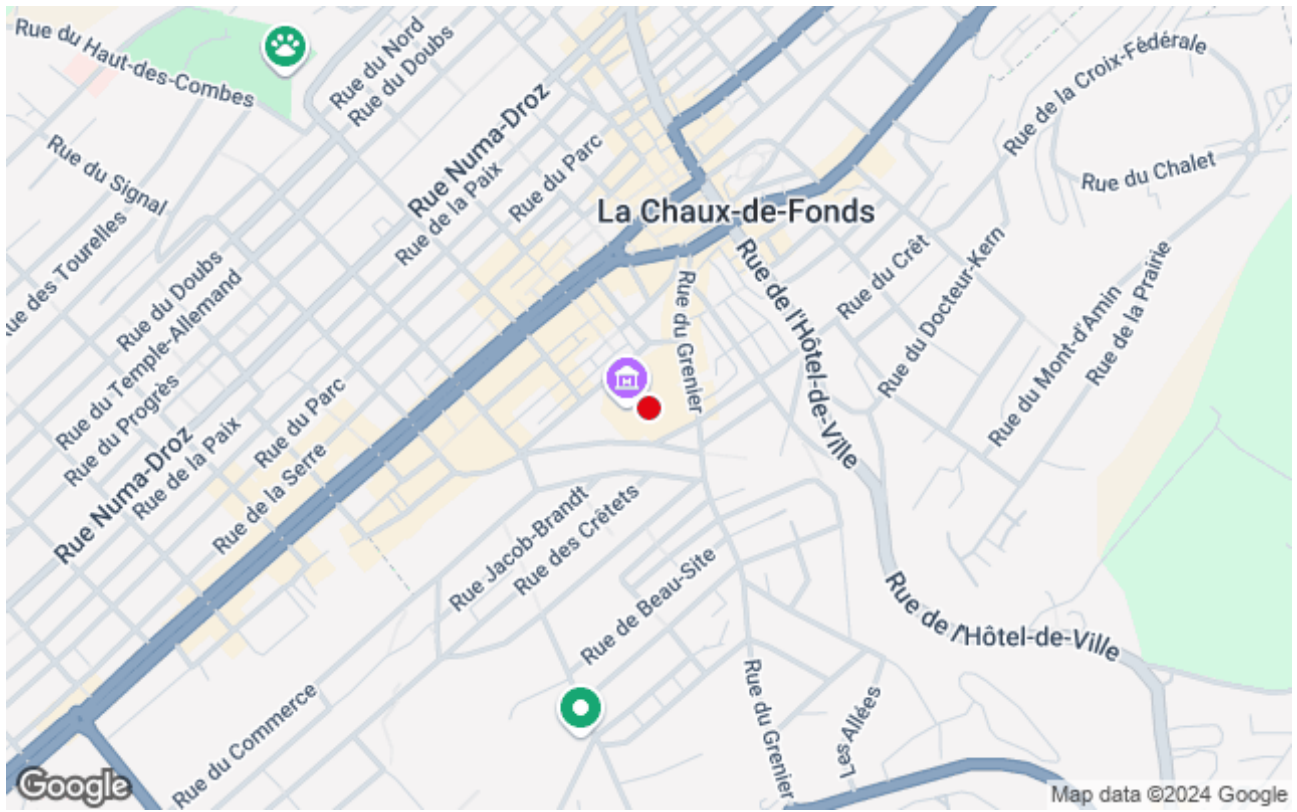 Rue du Haut-des-Combes
Rue du Nord
Rue du Doubs
Rue de la Croix-Fédérale
Rue du Signal
Rue Numa-Droz
Rue du Parc
Rue de la Paix
Rue du Chalet
La Chaux-de-Fonds
ue des Tourelles
Rue du Doubs
Rue du Temple-Allemand
Rue du Progrès
Rue du Grenier
Rue de l'Hôtel-de-Ville
Rue du Crêt
Rue du Docteur-Kern
Rue du Mont-d'Amin
Rue de la Prairie
Rue du Parc
Rue de la Paix
Rue Numa-Droz
Rue de la Serre
Rue Jacob-Brandt
Rue des Crêtets
Rue de Beau-Site
Rue de l'Hôtel-de-Ville
Rue du Commerce
Rue du Grenier
Les Allées
Google
Map data ©2024 Google